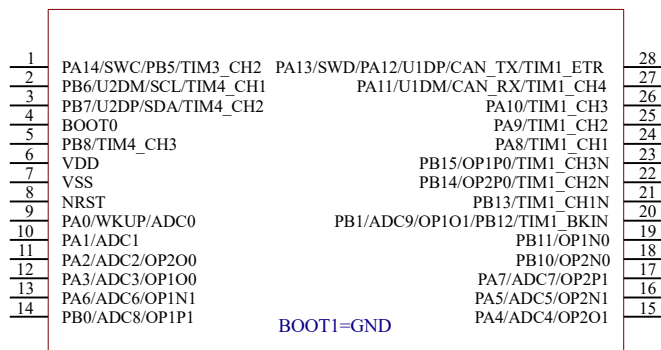 1 PA14/SWC/PB5/TIM3_CH2 PA13/SWD/PA12/U1DP/CAN_TX/TIM1_ETR 28
2 PB6/U2DM/SCL/TIM4_CH1 PA11/U1DM/CAN_RX/TIM1_CH4 27
3 PB7/U2DP/SDA/TIM4_CH2 PA10/TIM1_CH3 26
4 BOOT0 PA9/TIM1_CH2 25
5 PB8/TIM4_CH3 PA8/TIM1_CH1 24
6 VDD PB15/OP1P0/TIM1_CH3N 23
7 VSS PB14/OP2P0/TIM1_CH2N 22
8 NRST PB13/TIM1_CH1N 21
9 PA0/WKUP/ADC0 PB1/ADC9/OP1O1/PB12/TIM1_BKIN 20
10 PA1/ADC1 PB11/OP1N0 19
11 PA2/ADC2/OP2O0 PB10/OP2N0 18
12 PA3/ADC3/OP1O0 PA7/ADC7/OP2P1 17
13 PA6/ADC6/OP1N1 PA5/ADC5/OP2N1 16
14 PB0/ADC8/OP1P1 PA4/ADC4/OP2O1 15
BOOT1=GND